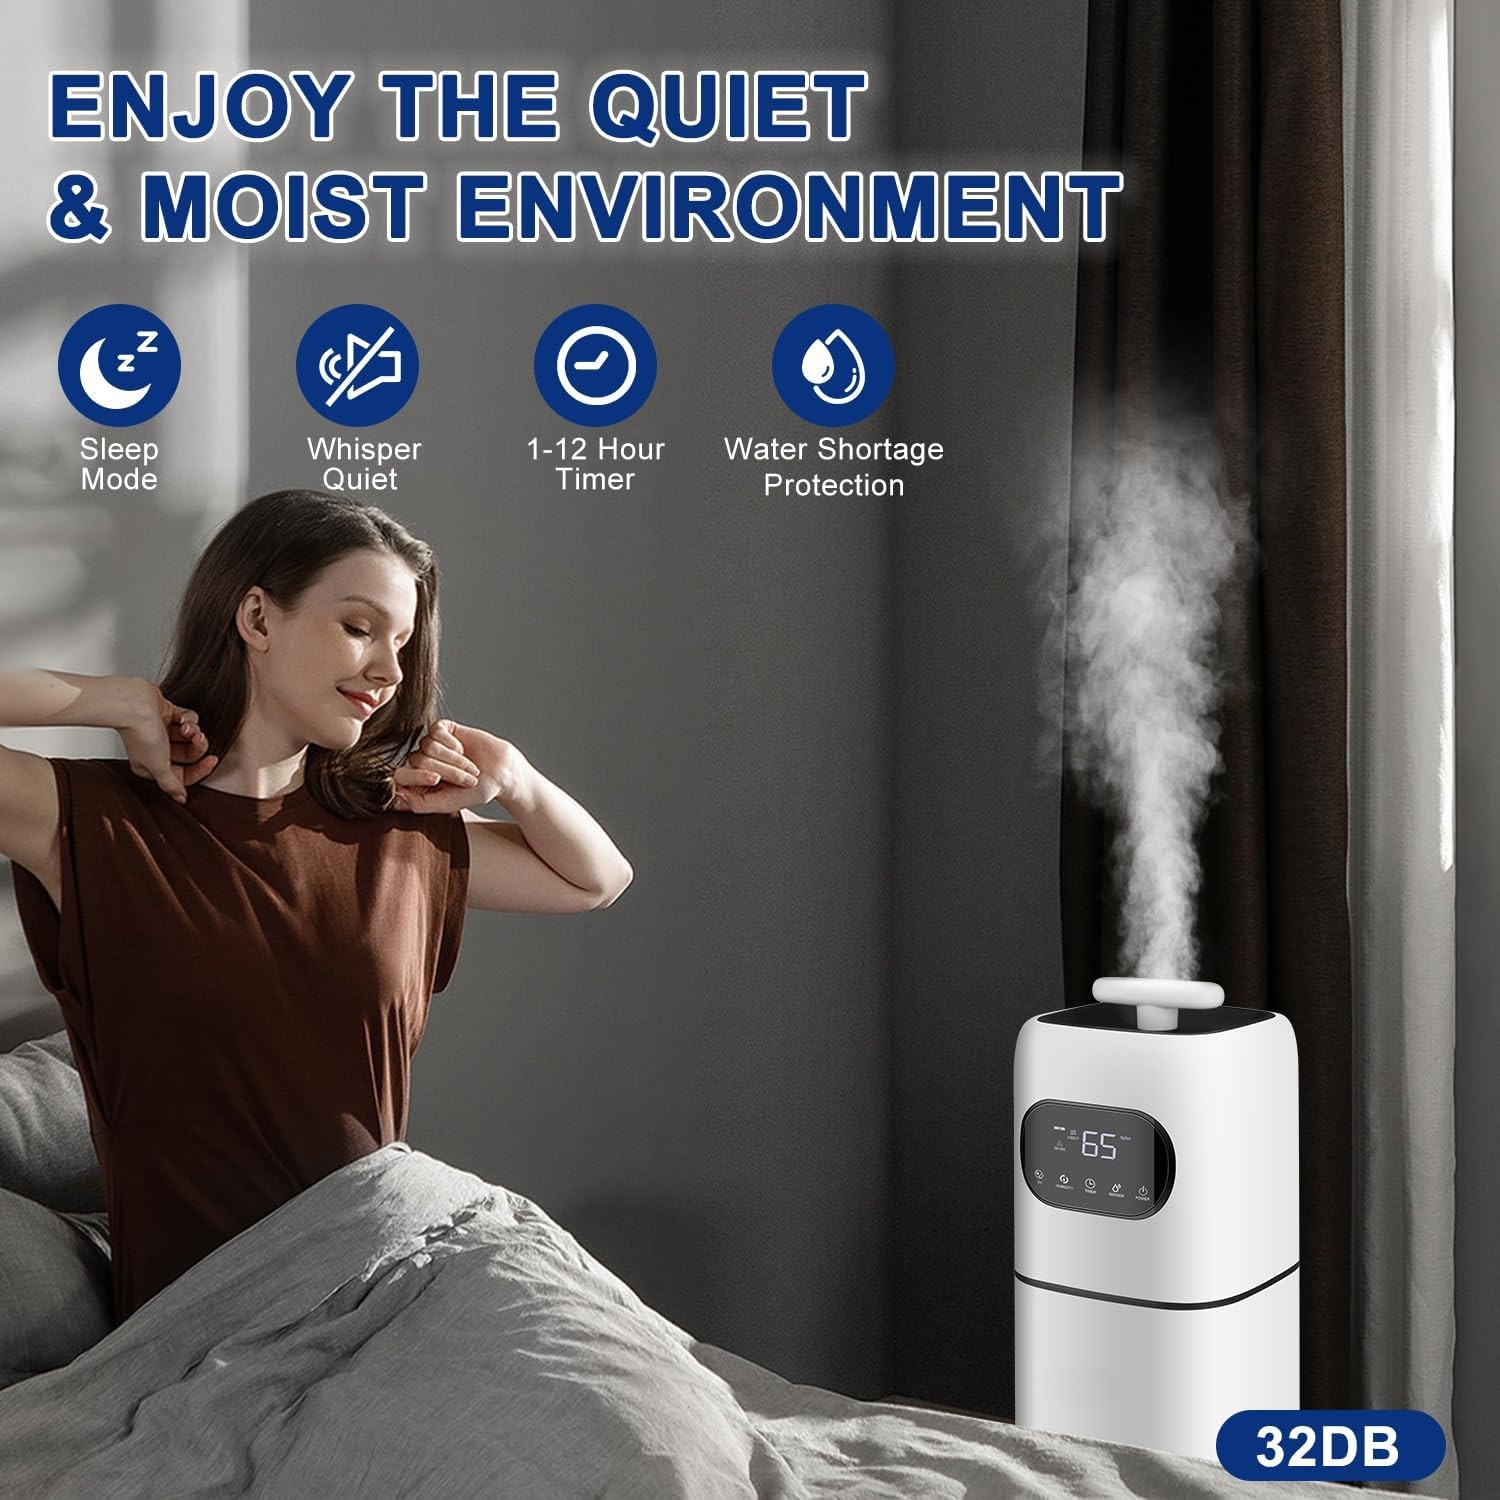 ENJOY THE QUIET
& MOIST ENVIRONMENT
Sleep
Mode
Whisper
Quiet
1-12 Hour
Timer
Water Shortage
Protection
65
HUMIDITY
TIMER
POWER
32DB